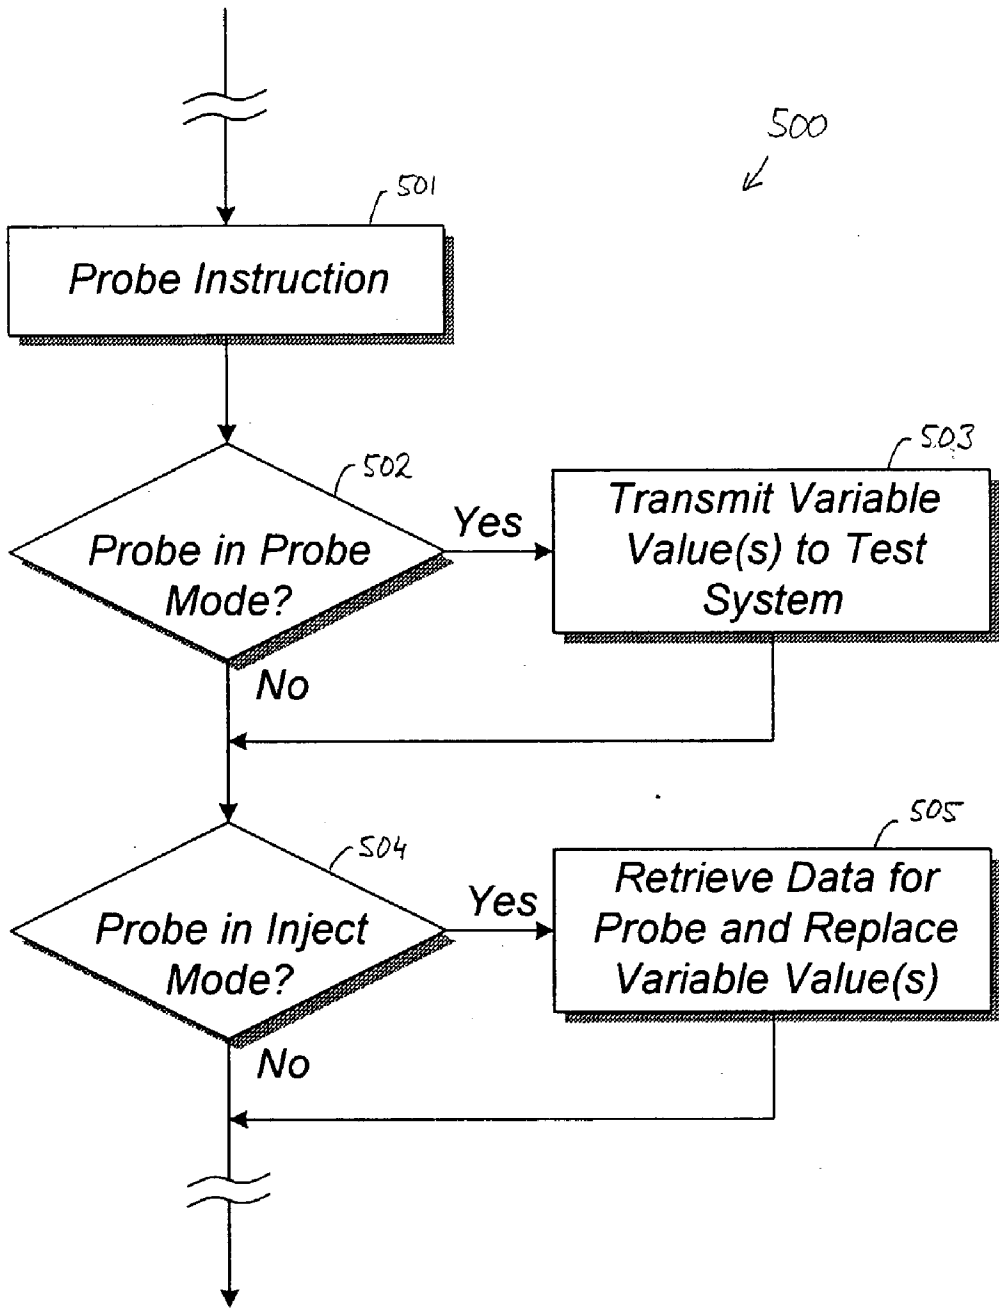 500
501
Probe Instruction
502
Probe in Probe
Mode?
Yes
503
Transmit Variable
Value(s) to Test
System
No
504
Probe in Inject
Mode?
Yes
505
Retrieve Data for
Probe and Replace
Variable Value(s)
No